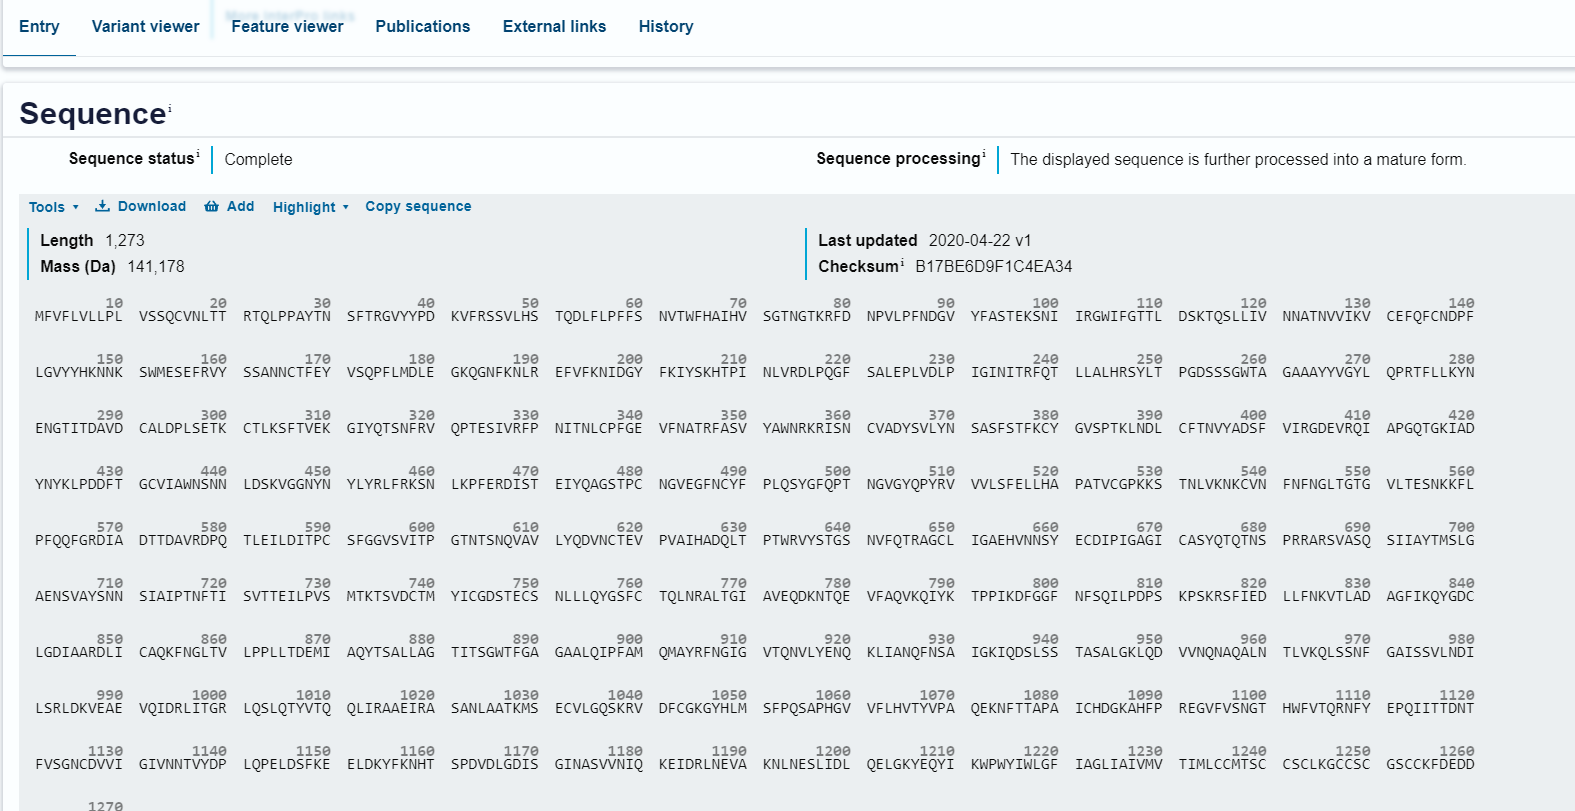 More InterPro links
Entry Variant viewer Feature viewer Publications External links History
Sequence i
Sequence status i Complete Sequence processing i The displayed sequence is further processed into a mature form.
Tools Download Add Highlight Copy sequence
Length 1,273 Last updated 2020-04-22 v1
Mass (Da) 141,178 Checksum i B17BE6D9F1C4EA34
10 20 30 40 50 60 70 80 90 100 110 120 130 140
MFVFLVLLPL VSSQCVNLTT RTQLPPAYTN SFTRGVYYPD KVFRSSVLHS TQDLFLPFFS NVTWFHAIHV SGTNGTKRFD NPVLPFNDGV YFASTEKSNI IRGWIFGTTL DSKTQSLLIV NNATNVVIKV CEFQFCNDPF
150 160 170 180 190 200 210 220 230 240 250 260 270 280
LGVYYHKNNK SWMESEFRVY SSANNCTFEY VSQPFLMDLE GKQGNFKNLR EFVFKNIDGY FKIYSKHTPI NLVRDLPQGF SALEPLVDLP IGINITRFQT LLALHRSYLT PGDSSSGWTA GAAAYYVGYL QPRTFLLKYN
290 300 310 320 330 340 350 360 370 380 390 400 410 420
ENGTITDAVD CALDPLSETK CTLKSFTVEK GIYQTSNFRV QPTESIVRFP NITNLCPFGE VFNATRFASV YAWNRKRISN CVADYSVLYN SASFSTFKCY GVSPTKLNDL CFTNVYADSF VIRGDEVRQI APGQTGKIAD
430 440 450 460 470 480 490 500 510 520 530 540 550 560
YNYKLPDDFT GCVIAWNSNN LDSKVGGNYN YLYRLFRKSN LKPFERDIST EIYQAGSTPC NGVEGFNCYF PLQSYGFQPT NGVGYQPYRV VVLSFELLHA PATVCGPKKS TNLVKNKCVN FNFNGLTGTG VLTESNKKFL
570 580 590 600 610 620 630 640 650 660 670 680 690 700
PFQQFGRDIA DTTDAVRDPQ TLEILDITPC SFGGVSVITP GTNTSNQVAV LYQDVNCTEV PVAIHADQLT PTWRVYSTGS NVFQTRAGCL IGAEHVNNSY ECDIPIGAGI CASYQTQTNS PRRARSVASQ SIIAYTMSLG
710 720 730 740 750 760 770 780 790 800 810 820 830 840
AENSVAYSNN SIAIPTNFTI SVTTEILPVS MTKTSVDCTM YICGDSTECS NLLLQYGSFC TQLNRALTGI AVEQDKNTQE VFAQVKQIYK TPPIKDFGGF NFSQILPDPS KPSKRSFIED LLFNKVTLAD AGFIKQYGDC
850 860 870 880 890 900 910 920 930 940 950 960 970 980
LGDIAARDLI CAQKFNGLTV LPPLLTDEMI AQYTSALLAG TITSGWTFGA GAALQIPFAM QMAYRFNGIG VTQNVLYENQ KLIANQFNSA IGKIQDSLSS TASALGKLQD VVNQNAQALN TLVKQLSSNF GAISSVLNDI
990 1000 1010 1020 1030 1040 1050 1060 1070 1080 1090 1100 1110 1120
LSRLDKVEAE VQIDRLITGR LQSLQTYVTQ QLIRAAEIRA SANLAATKMS ECVLGQSKRV DFCGKGYHLM SFPQSAPHGV VFLHVTYVPA QEKNFTTAPA ICHDGKAHFP REGVFVSNGT HWFVTQRNFY EPQIITTDNT
1130 1140 1150 1160 1170 1180 1190 1200 1210 1220 1230 1240 1250 1260
FVSGNCDVVI GIVNNTVYDP LQPELDSFKE ELDKYFKNHT SPDVDLGDIS GINASVVNIQ KEIDRLNEVA KNLNESLIDL QELGKYEQYI KWPWYIWLGF IAGLIAIVMV TIMLCCMTSC CSCLKGCCSC GSCCKFDEDD
1270